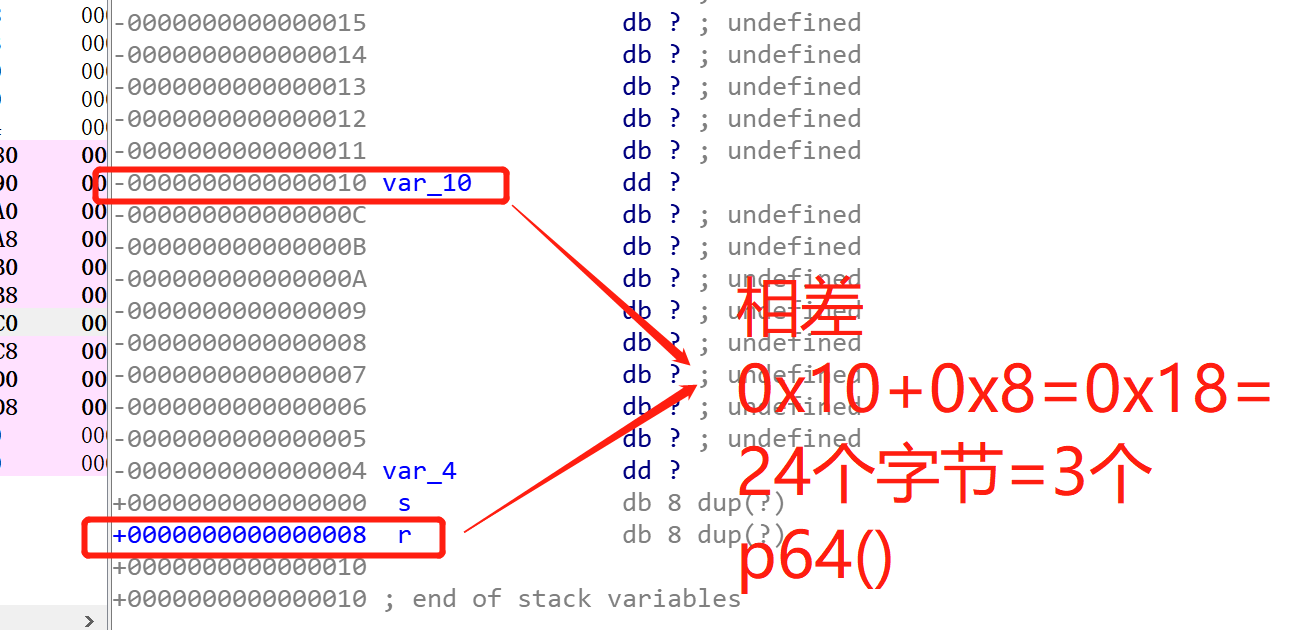 -0000000000000015 db ? ; undefined
-0000000000000014 db ? ; undefined
-0000000000000013 db ? ; undefined
-0000000000000012 db ? ; undefined
-0000000000000011 db ? ; undefined
-0000000000000010 var_10 dd ?
-000000000000000C db ? ; undefined
-000000000000000B db ? ; undefined
-000000000000000A db ? ; undefined
-0000000000000009 db ? ; undefined
-0000000000000008 db ? ; undefined
-0000000000000007 db ? ; undefined
-0000000000000006 db ? ; undefined
-0000000000000005 db ? ; undefined
-0000000000000004 var_4 dd ?
+0000000000000000 s db 8 dup(?)
+0000000000000008 r db 8 dup(?)
+0000000000000010
+0000000000000010 ; end of stack variables
相差
0x10+0x8=0x18=
24个字节=3个
p64()